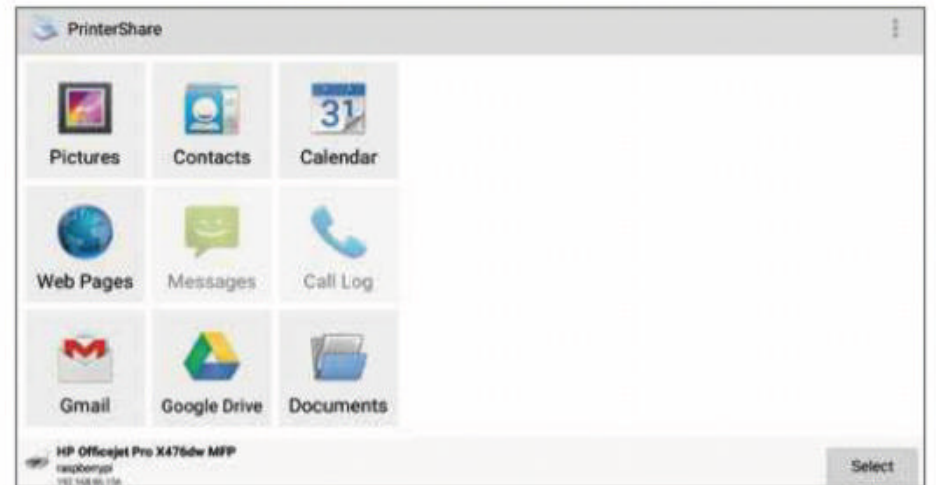 PrinterShare
31
Pictures
Contacts
Calendar
Web Pages
Messages
Call Log
Gmail
Google Drive
Documents
HP Officejet Pro X476dw MFP
raspberrypi
Select